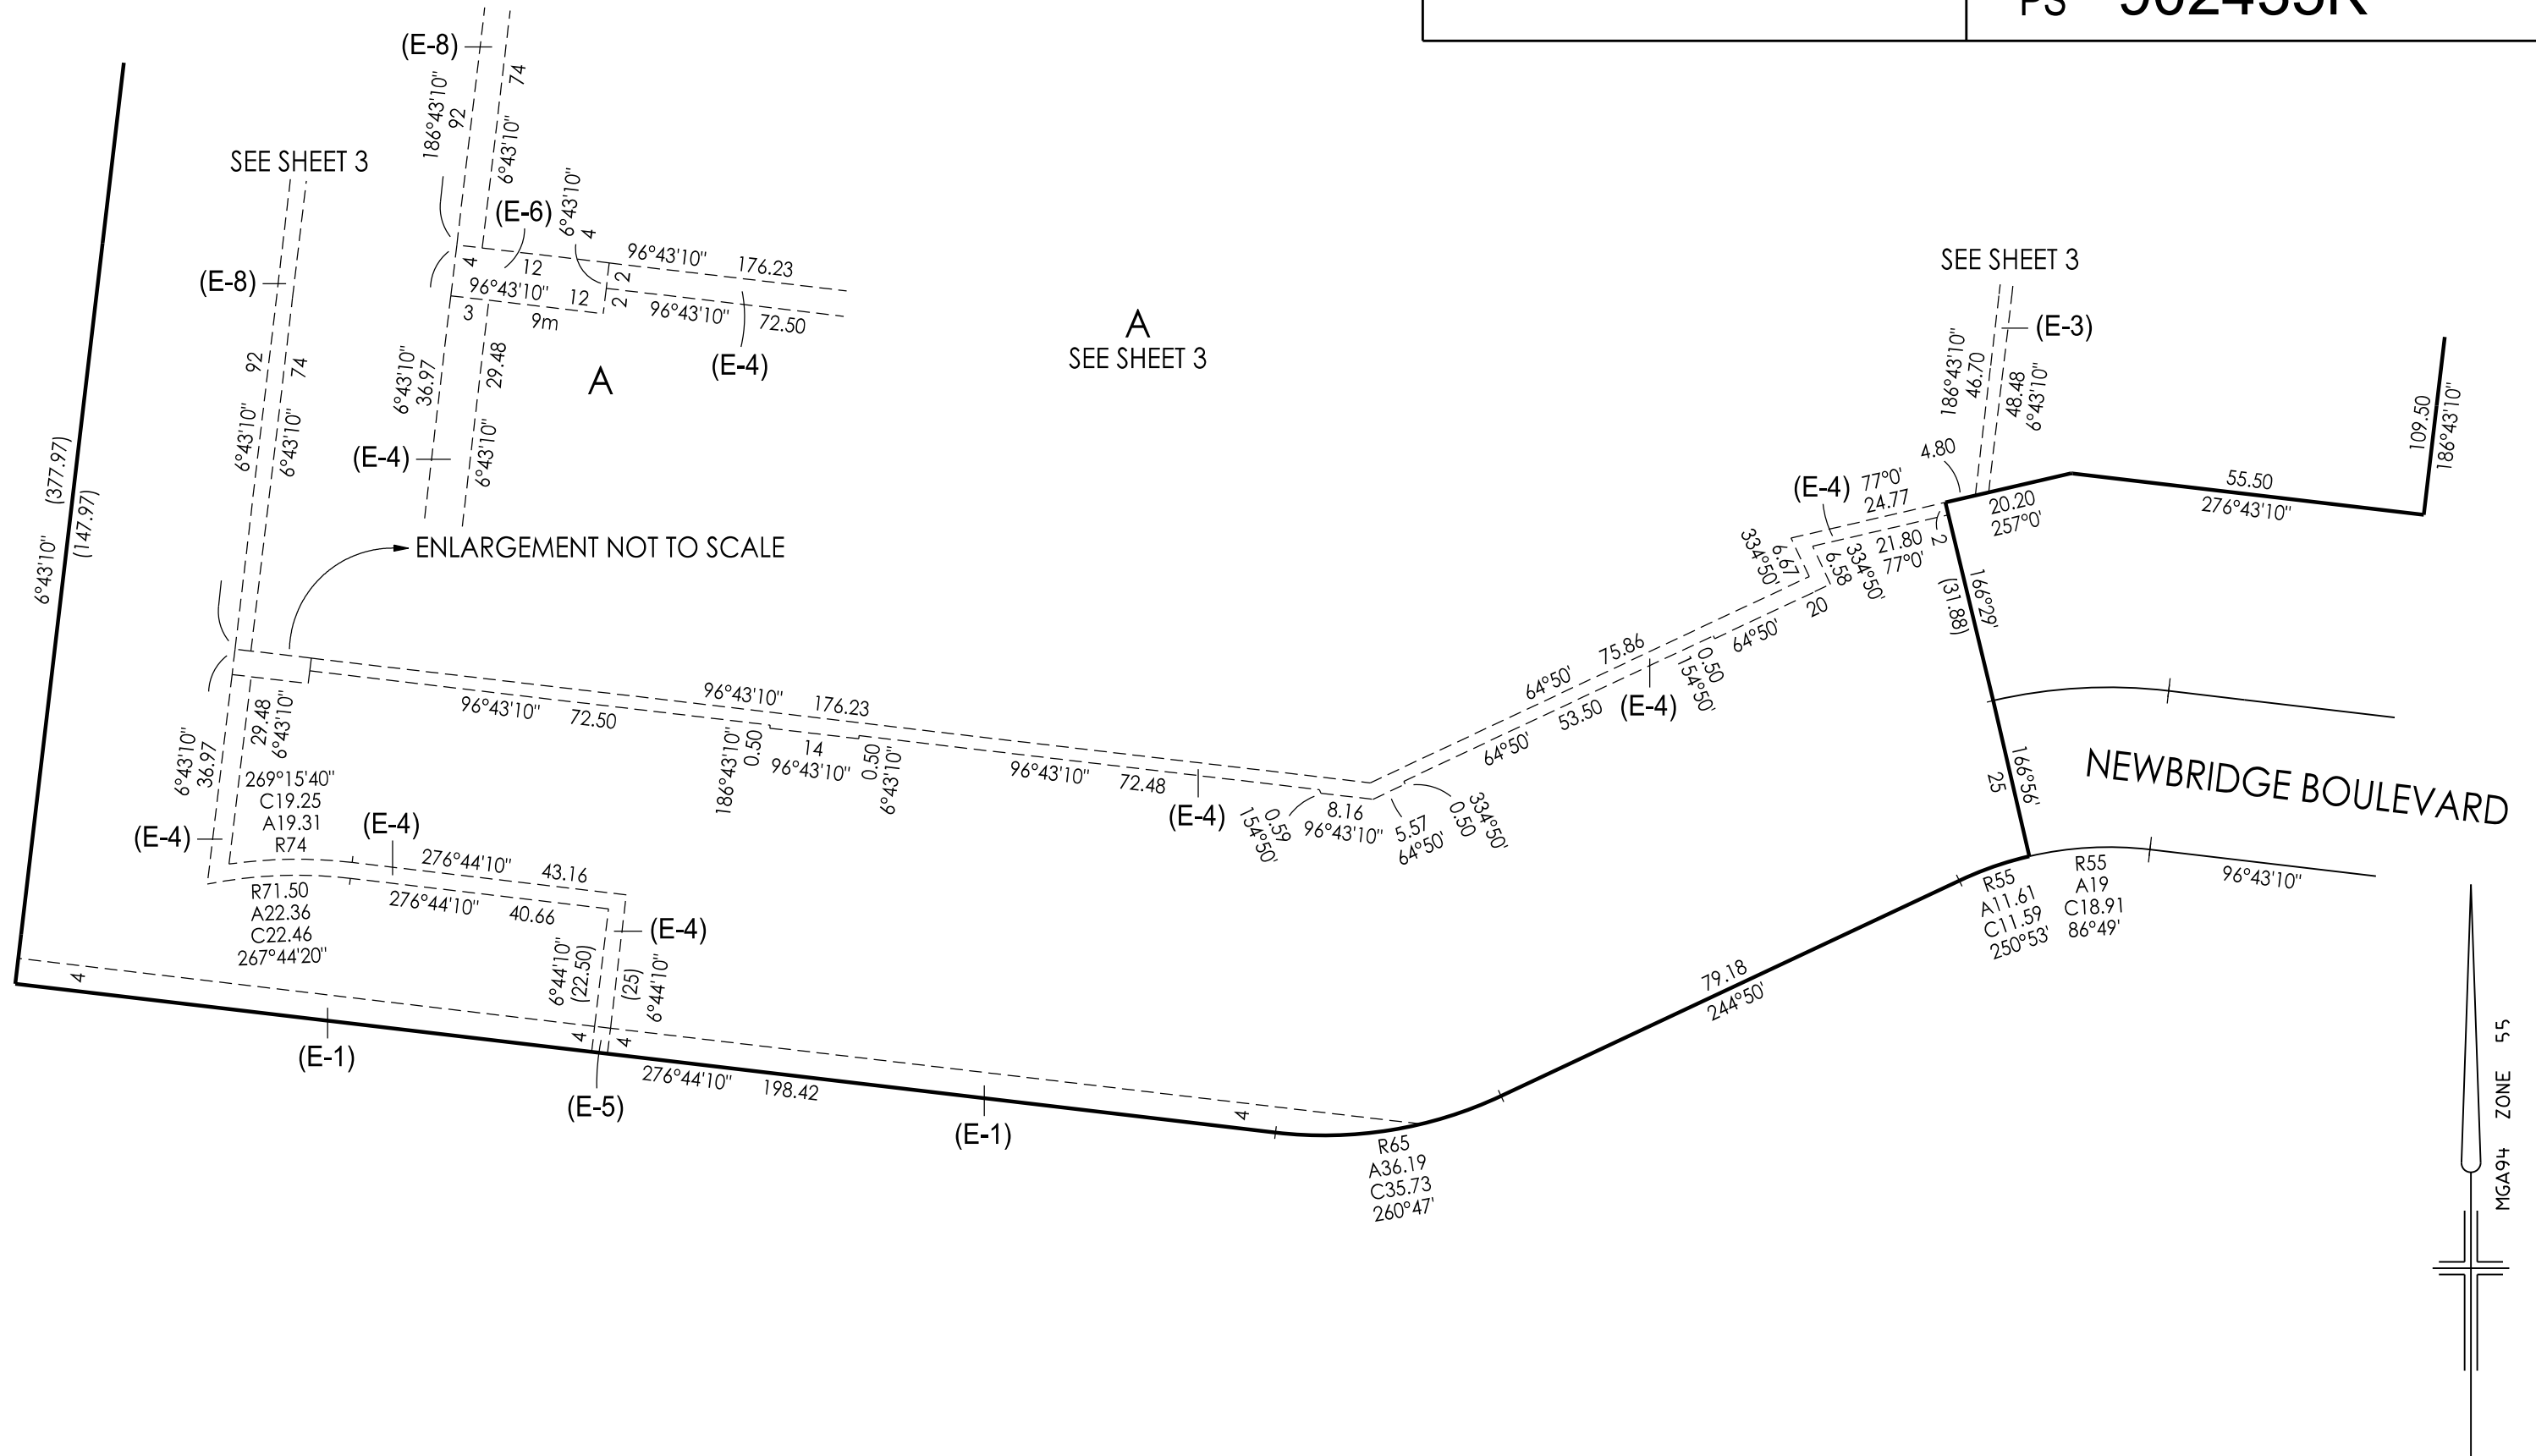 PS
(E-8)
186°43'10"
92
74
6°43'10"
SEE SHEET 3
(E-6)
6°43'10"
4
4
12
96°43'10"
176.23
96°43'10"
12
2
2
3
9m
96°43'10"
72.50
(E-4)
6°43'10"
36.97
29.48
6°43'10"
(E-4)
A
A
SEE SHEET 3
(E-8)
92
74
6°43'10"
6°43'10"
(377.97)
6°43'10"
(147.97)
ENLARGEMENT NOT TO SCALE
SEE SHEET 3
(E-3)
186°43'10"
46.70
48.48
6°43'10"
4.80
(E-4)
77°0'
24.77
20.20
257°0'
55.50
276°43'10"
109.50
186°43'10"
334°50'
6.67
6.58
334°50'
21.80
77°0'
2
20
166°29'
(31.88)
64°50'
75.86
64°50'
0.50
154°50'
(E-4)
53.50
64°50'
96°43'10"
176.23
96°43'10"
72.50
186°43'10"
0.50
14
96°43'10"
0.50
6°43'10"
96°43'10"
72.48
(E-4)
154°50'
0.59
8.16
96°43'10"
5.57
64°50'
0.50
334°50'
166°56'
25
NEWBRIDGE BOULEVARD
29.48
6°43'10"
6°43'10"
36.97
269°15'40"
C19.25
A19.31
R74
(E-4)
(E-4)
276°44'10"
43.16
276°44'10"
40.66
R71.50
A22.36
C22.46
267°44'20"
(E-4)
6°44'10"
(22.50)
(25)
6°44'10"
4
4
4
(E-1)
(E-5)
276°44'10"
198.42
(E-1)
4
R65
A36.19
C35.73
260°47'
79.18
244°50'
R55
A11.61
C11.59
250°53'
R55
A19
C18.91
86°49'
96°43'10"
MGA94 ZONE 55